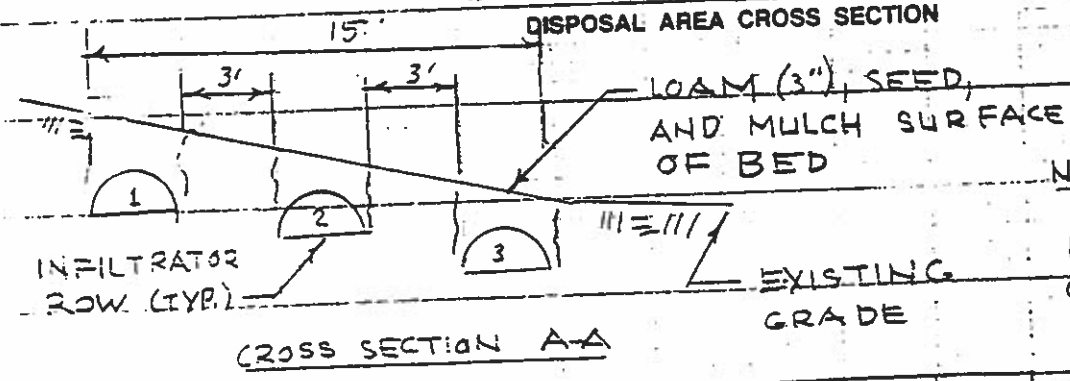 DISPOSAL AREA CROSS SECTION
15'
3'
3'
LOAM (3"), SEED,
AND MULCH SURFACE
OF BED
1
2
3
INFILTRATOR
ROW (TYP.)
EXISTING
GRADE
CROSS SECTION A-A